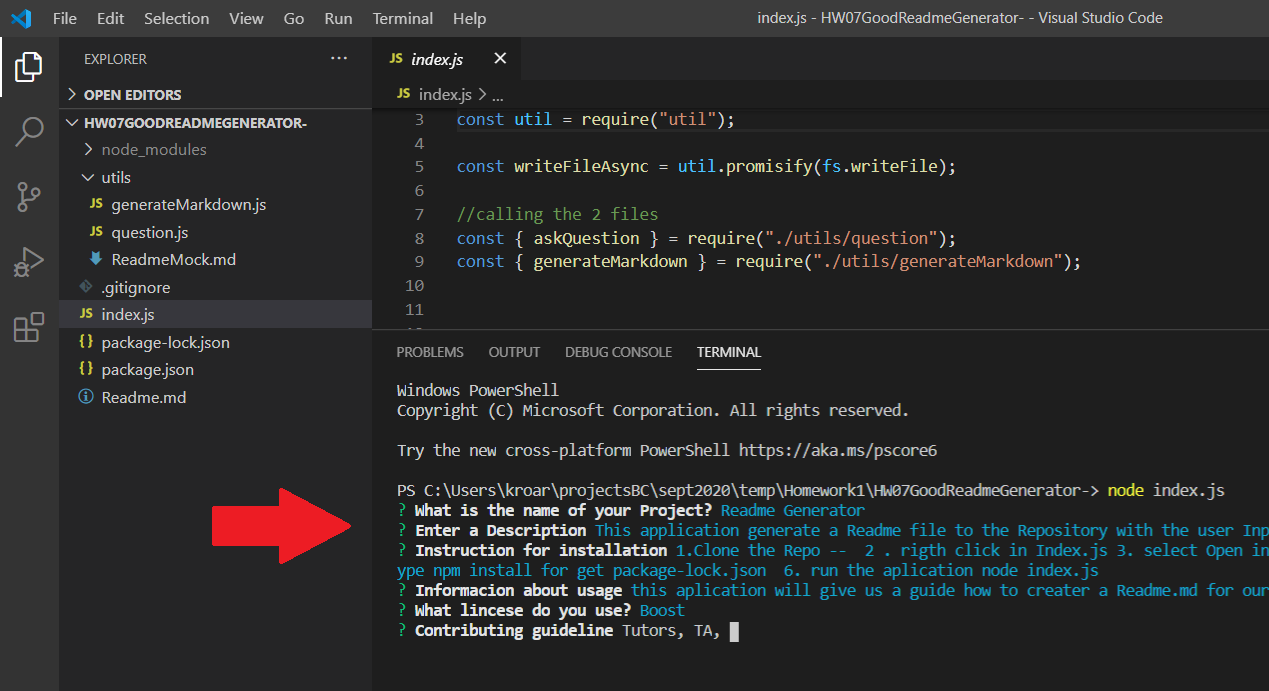 File Edit Selection View Go Run Terminal Help index.js - HW07GoodReadmeGenerator- - Visual Studio Code
EXPLORER ...
OPEN EDITORS
HW07GOODREADMEGENERATOR-
node_modules
utils
JS generateMarkdown.js
JS question.js
ReadmeMock.md
.gitignore
JS index.js
{} package-lock.json
{} package.json
Readme.md
JS index.js
JS index.js > ...
3 const util = require("util");
4
5 const writeFileAsync = util.promisify(fs.writeFile);
6
7 //calling the 2 files
8 const { askQuestion } = require("./utils/question");
9 const { generateMarkdown } = require("./utils/generateMarkdown");
10
11
PROBLEMS OUTPUT DEBUG CONSOLE TERMINAL
Windows PowerShell
Copyright (C) Microsoft Corporation. All rights reserved.
Try the new cross-platform PowerShell https://aka.ms/pscore6
PS C:\Users\kroar\projectsBC\sept2020\temp\Homework1\HW07GoodReadmeGenerator-> node index.js
? What is the name of your Project? Readme Generator
? Enter a Description This application generate a Readme file to the Repository with the user Inp
? Instruction for installation 1.Clone the Repo --  2 . rigth click in Index.js 3. select Open in
ype npm install for get package-lock.json  6. run the aplication node index.js
? Informacion about usage this aplication will give us a guide how to creater a Readme.md for our
? What lincese do you use? Boost
? Contributing guideline Tutors, TA,